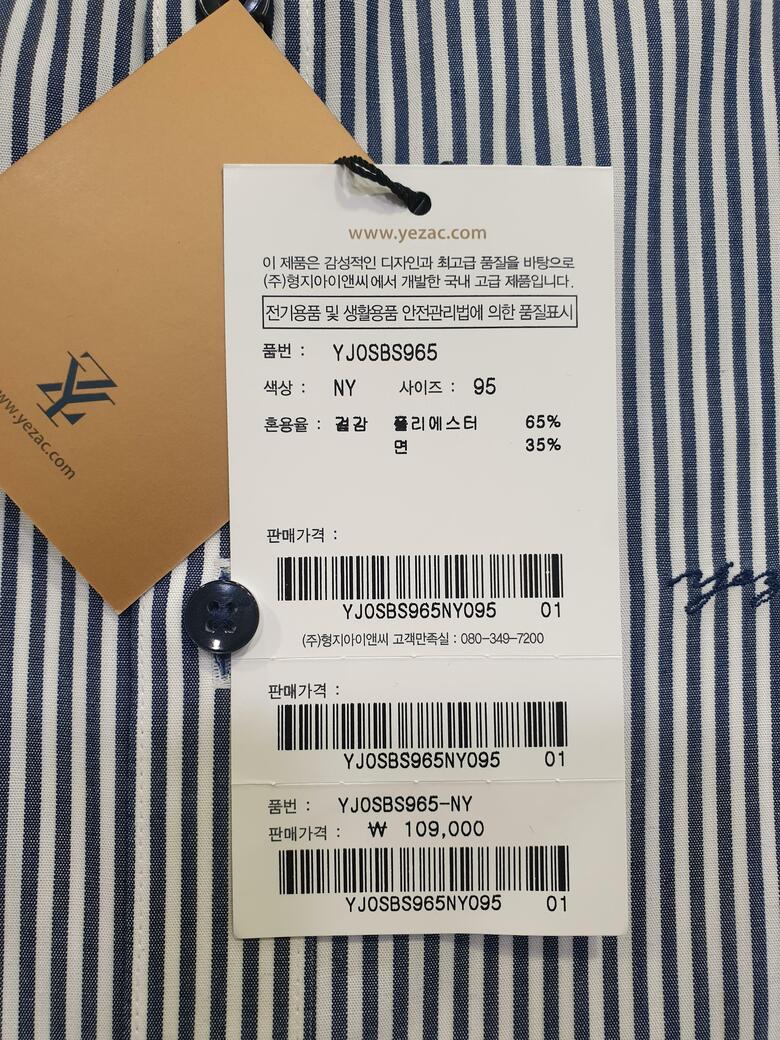 www.yezac.com
이 제품은 감성적인 디자인과 최고급 품질을 바탕으로
(주)형지아이앤씨에서 개발한 국내 고급 제품입니다.
전기용품 및 생활용품 안전관리법에 의한 품질표시
품번 : YJ0SBS965
색상 : NY 사이즈 : 95
혼용율 : 겉감 폴리에스터 65%
면 35%
판매가격 :
YJ0SBS965NY095 01
(주)형지아이앤씨 고객만족실 : 080-349-7200
판매가격 :
YJ0SBS965NY095 01
품번 : YJ0SBS965-NY
판매가격 : ₩ 109,000
YJ0SBS965NY095 01
YZ
www.yezac.com